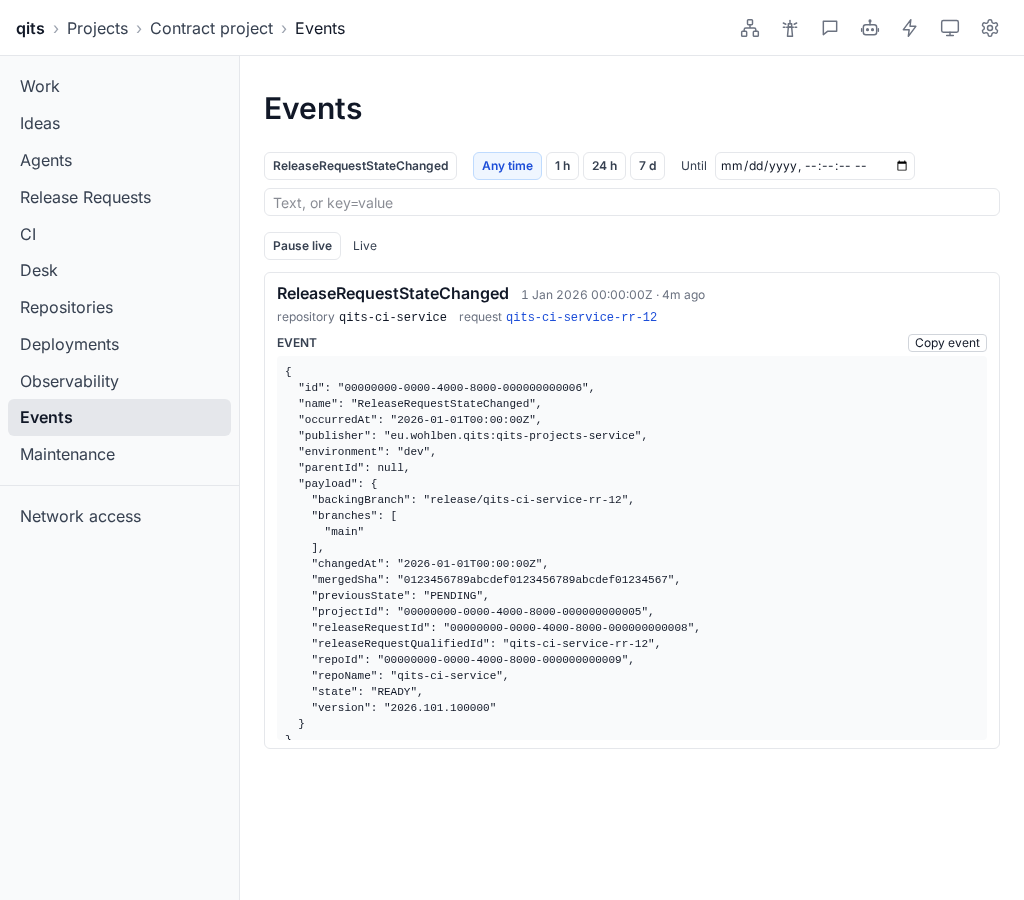 qits › Projects › Contract project › Events
Work
Ideas
Agents
Release Requests
CI
Desk
Repositories
Deployments
Observability
Events
Maintenance
Network access
Events
ReleaseRequestStateChanged Any time 1 h 24 h 7 d Until mm/dd/yyyy, --:--:-- --
Text, or key=value
Pause live Live
ReleaseRequestStateChanged 1 Jan 2026 00:00:00Z · 4m ago
repository qits-ci-service request qits-ci-service-rr-12
EVENT Copy event
{
  "id": "00000000-0000-4000-8000-000000000006",
  "name": "ReleaseRequestStateChanged",
  "occurredAt": "2026-01-01T00:00:00Z",
  "publisher": "eu.wohlben.qits:qits-projects-service",
  "environment": "dev",
  "parentId": null,
  "payload": {
    "backingBranch": "release/qits-ci-service-rr-12",
    "branches": [
      "main"
    ],
    "changedAt": "2026-01-01T00:00:00Z",
    "mergedSha": "0123456789abcdef0123456789abcdef01234567",
    "previousState": "PENDING",
    "projectId": "00000000-0000-4000-8000-000000000005",
    "releaseRequestId": "00000000-0000-4000-8000-000000000008",
    "releaseRequestQualifiedId": "qits-ci-service-rr-12",
    "repoId": "00000000-0000-4000-8000-000000000009",
    "repoName": "qits-ci-service",
    "state": "READY",
    "version": "2026.101.100000"
  }
}